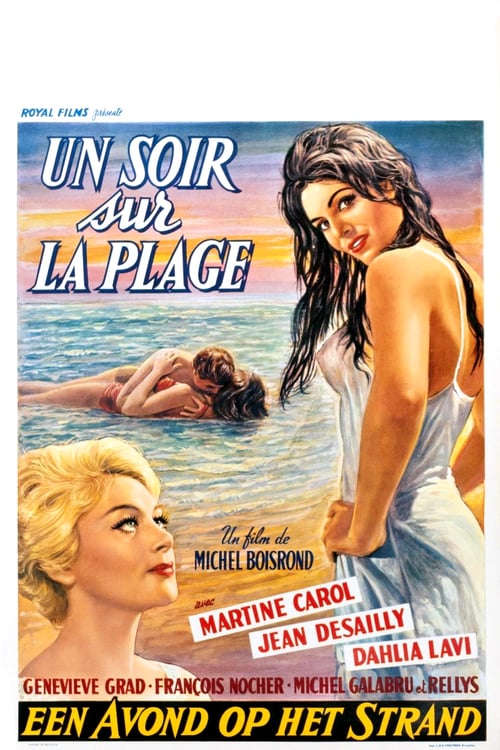 ROYAL FILMS présente
UN SOIR
sur
LA PLAGE
Un film de
MICHEL BOISROND
avec
MARTINE CAROL
JEAN DESAILLY
DAHLIA LAVI
GENEVIEVE GRAD · FRANÇOIS NOCHER · MICHEL GALABRU et RELLYS
EEN AVOND OP HET STRAND